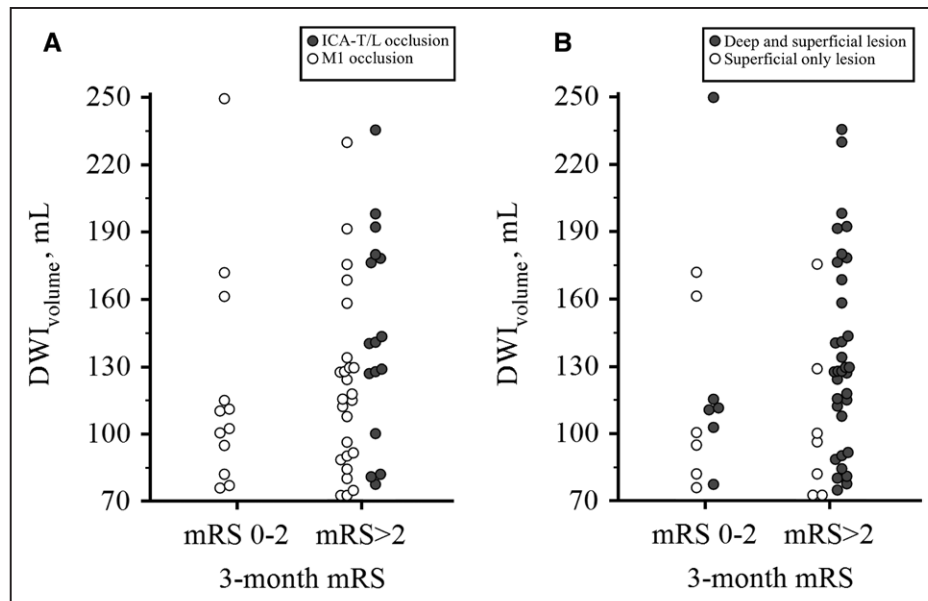 A
ICA-T/L occlusion
M1 occlusion
DWIvolume, mL
250
220
190
160
130
100
70
mRS 0-2 mRS>2
3-month mRS
B
Deep and superficial lesion
Superficial only lesion
DWIvolume, mL
250
220
190
160
130
100
70
mRS 0-2 mRS>2
3-month mRS